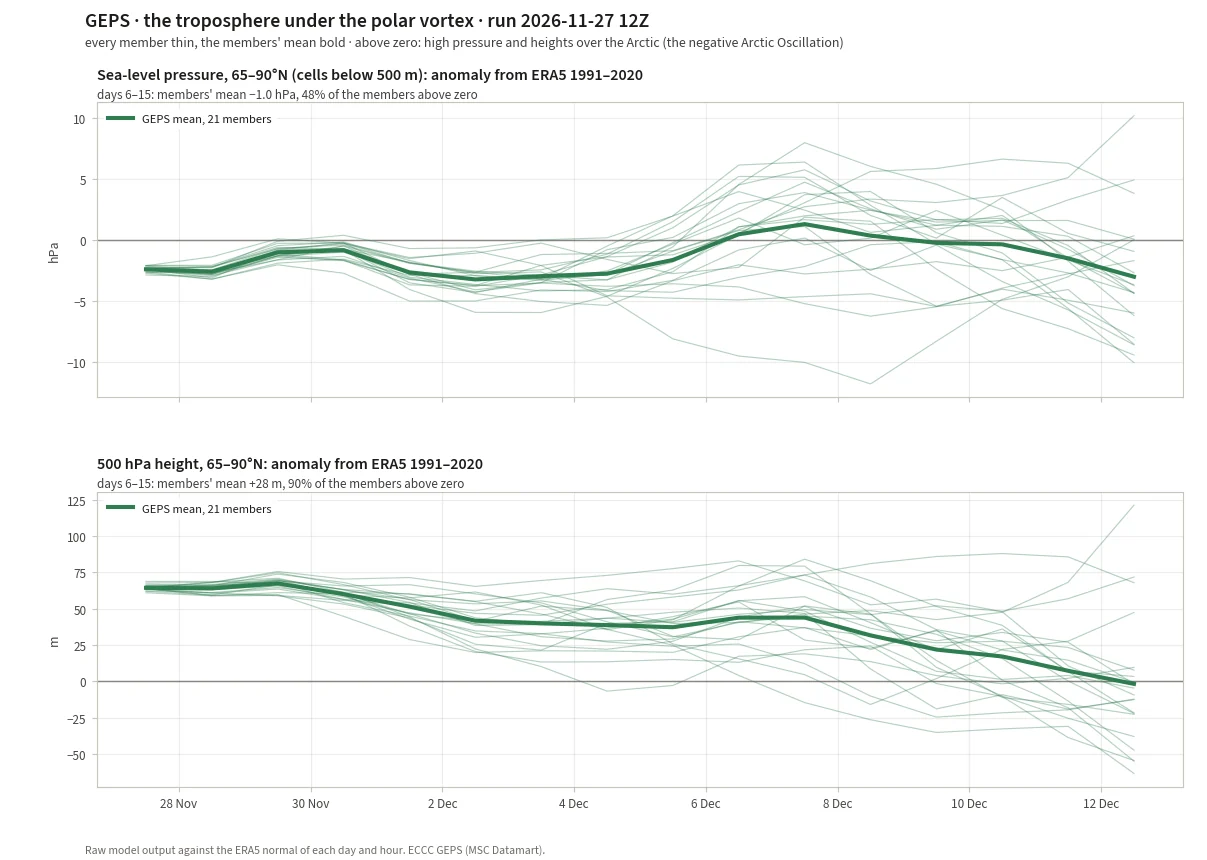 GEPS · the troposphere under the polar vortex · run 2026-11-27 12Z
every member thin, the members' mean bold · above zero: high pressure and heights over the Arctic (the negative Arctic Oscillation)
Sea-level pressure, 65–90°N (cells below 500 m): anomaly from ERA5 1991–2020
days 6–15: members' mean −1.0 hPa, 48% of the members above zero
GEPS mean, 21 members
10
5
0
−5
−10
hPa
500 hPa height, 65–90°N: anomaly from ERA5 1991–2020
days 6–15: members' mean +28 m, 90% of the members above zero
GEPS mean, 21 members
125
100
75
50
25
0
−25
−50
m
28 Nov 30 Nov 2 Dec 4 Dec 6 Dec 8 Dec 10 Dec 12 Dec
Raw model output against the ERA5 normal of each day and hour. ECCC GEPS (MSC Datamart).